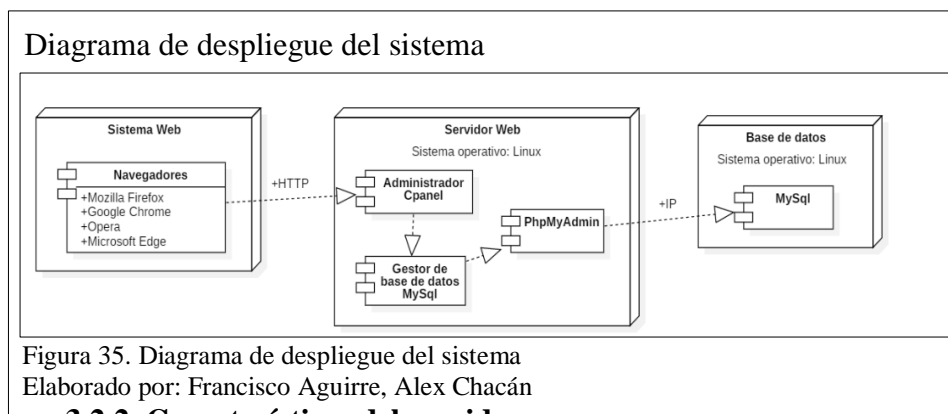 Diagrama de despliegue del sistema
Sistema Web
Navegadores
+Mozilla Firefox
+Google Chrome
+Opera
+Microsoft Edge
+HTTP
Servidor Web
Sistema operativo: Linux
Administrador
Cpanel
Gestor de
base de datos
MySql
PhpMyAdmin
+IP
Base de datos
Sistema operativo: Linux
MySql
Figura 35. Diagrama de despliegue del sistema
Elaborado por: Francisco Aguirre, Alex Chacán